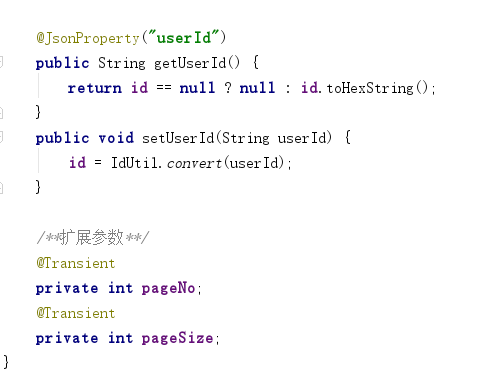 @JsonProperty("userId")
public String getUserId() {
return id == null ? null : id.toHexString();
}
public void setUserId(String userId) {
id = IdUtil.convert(userId);
}
/**扩展参数**/
@Transient
private int pageNo;
@Transient
private int pageSize;
}